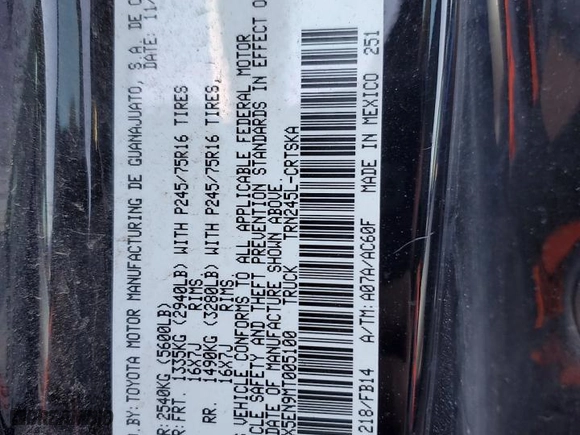 BY: TOYOTA MOTOR MANUFACTURING DE GUANAJUATO, S.A. DE C
DATE: 11/
R: 2540KG (5600LB)
FRT. 1335KG (2940LB) WITH P245/75R16 TIRES
16X7J RIMS
RR. 1490KG (3280LB) WITH P245/75R16 TIRES,
16X7J RIMS
S VEHICLE CONFORMS TO ALL APPLICABLE FEDERAL MOTOR
ICLE SAFETY AND THEFT PREVENTION STANDARDS IN EFFECT O
DATE OF MANUFACTURE SHOWN ABOVE.
X5EN9MT005100 TRUCK TRN245L-CRTSKA
218/FB14 A/TM:A07A/AC60F MADE IN MEXICO 251